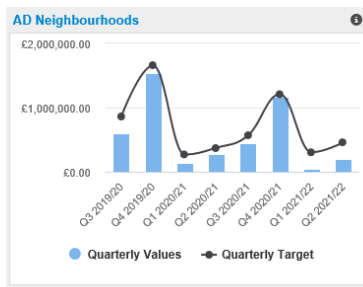 AD Neighbourhoods
£2,000,000.00
£1,000,000.00
£0.00
Q3 2019/20
Q4 2019/20
Q1 2020/21
Q2 2020/21
Q3 2020/21
Q4 2020/21
Q1 2021/22
Q2 2021/22
Quarterly Values
Quarterly Target